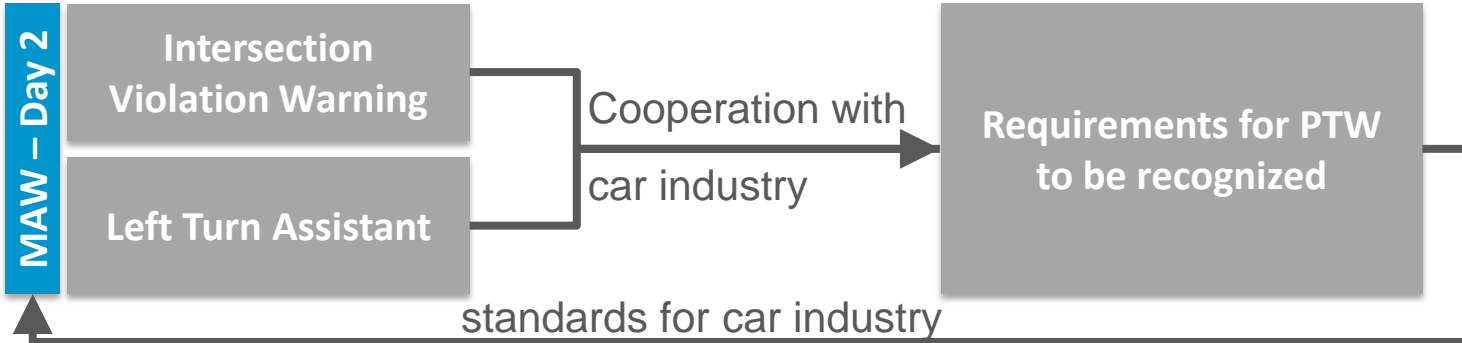 MAW – Day 2
Intersection
Violation Warning
Left Turn Assistant
Cooperation with
car industry
Requirements for PTW
to be recognized
standards for car industry